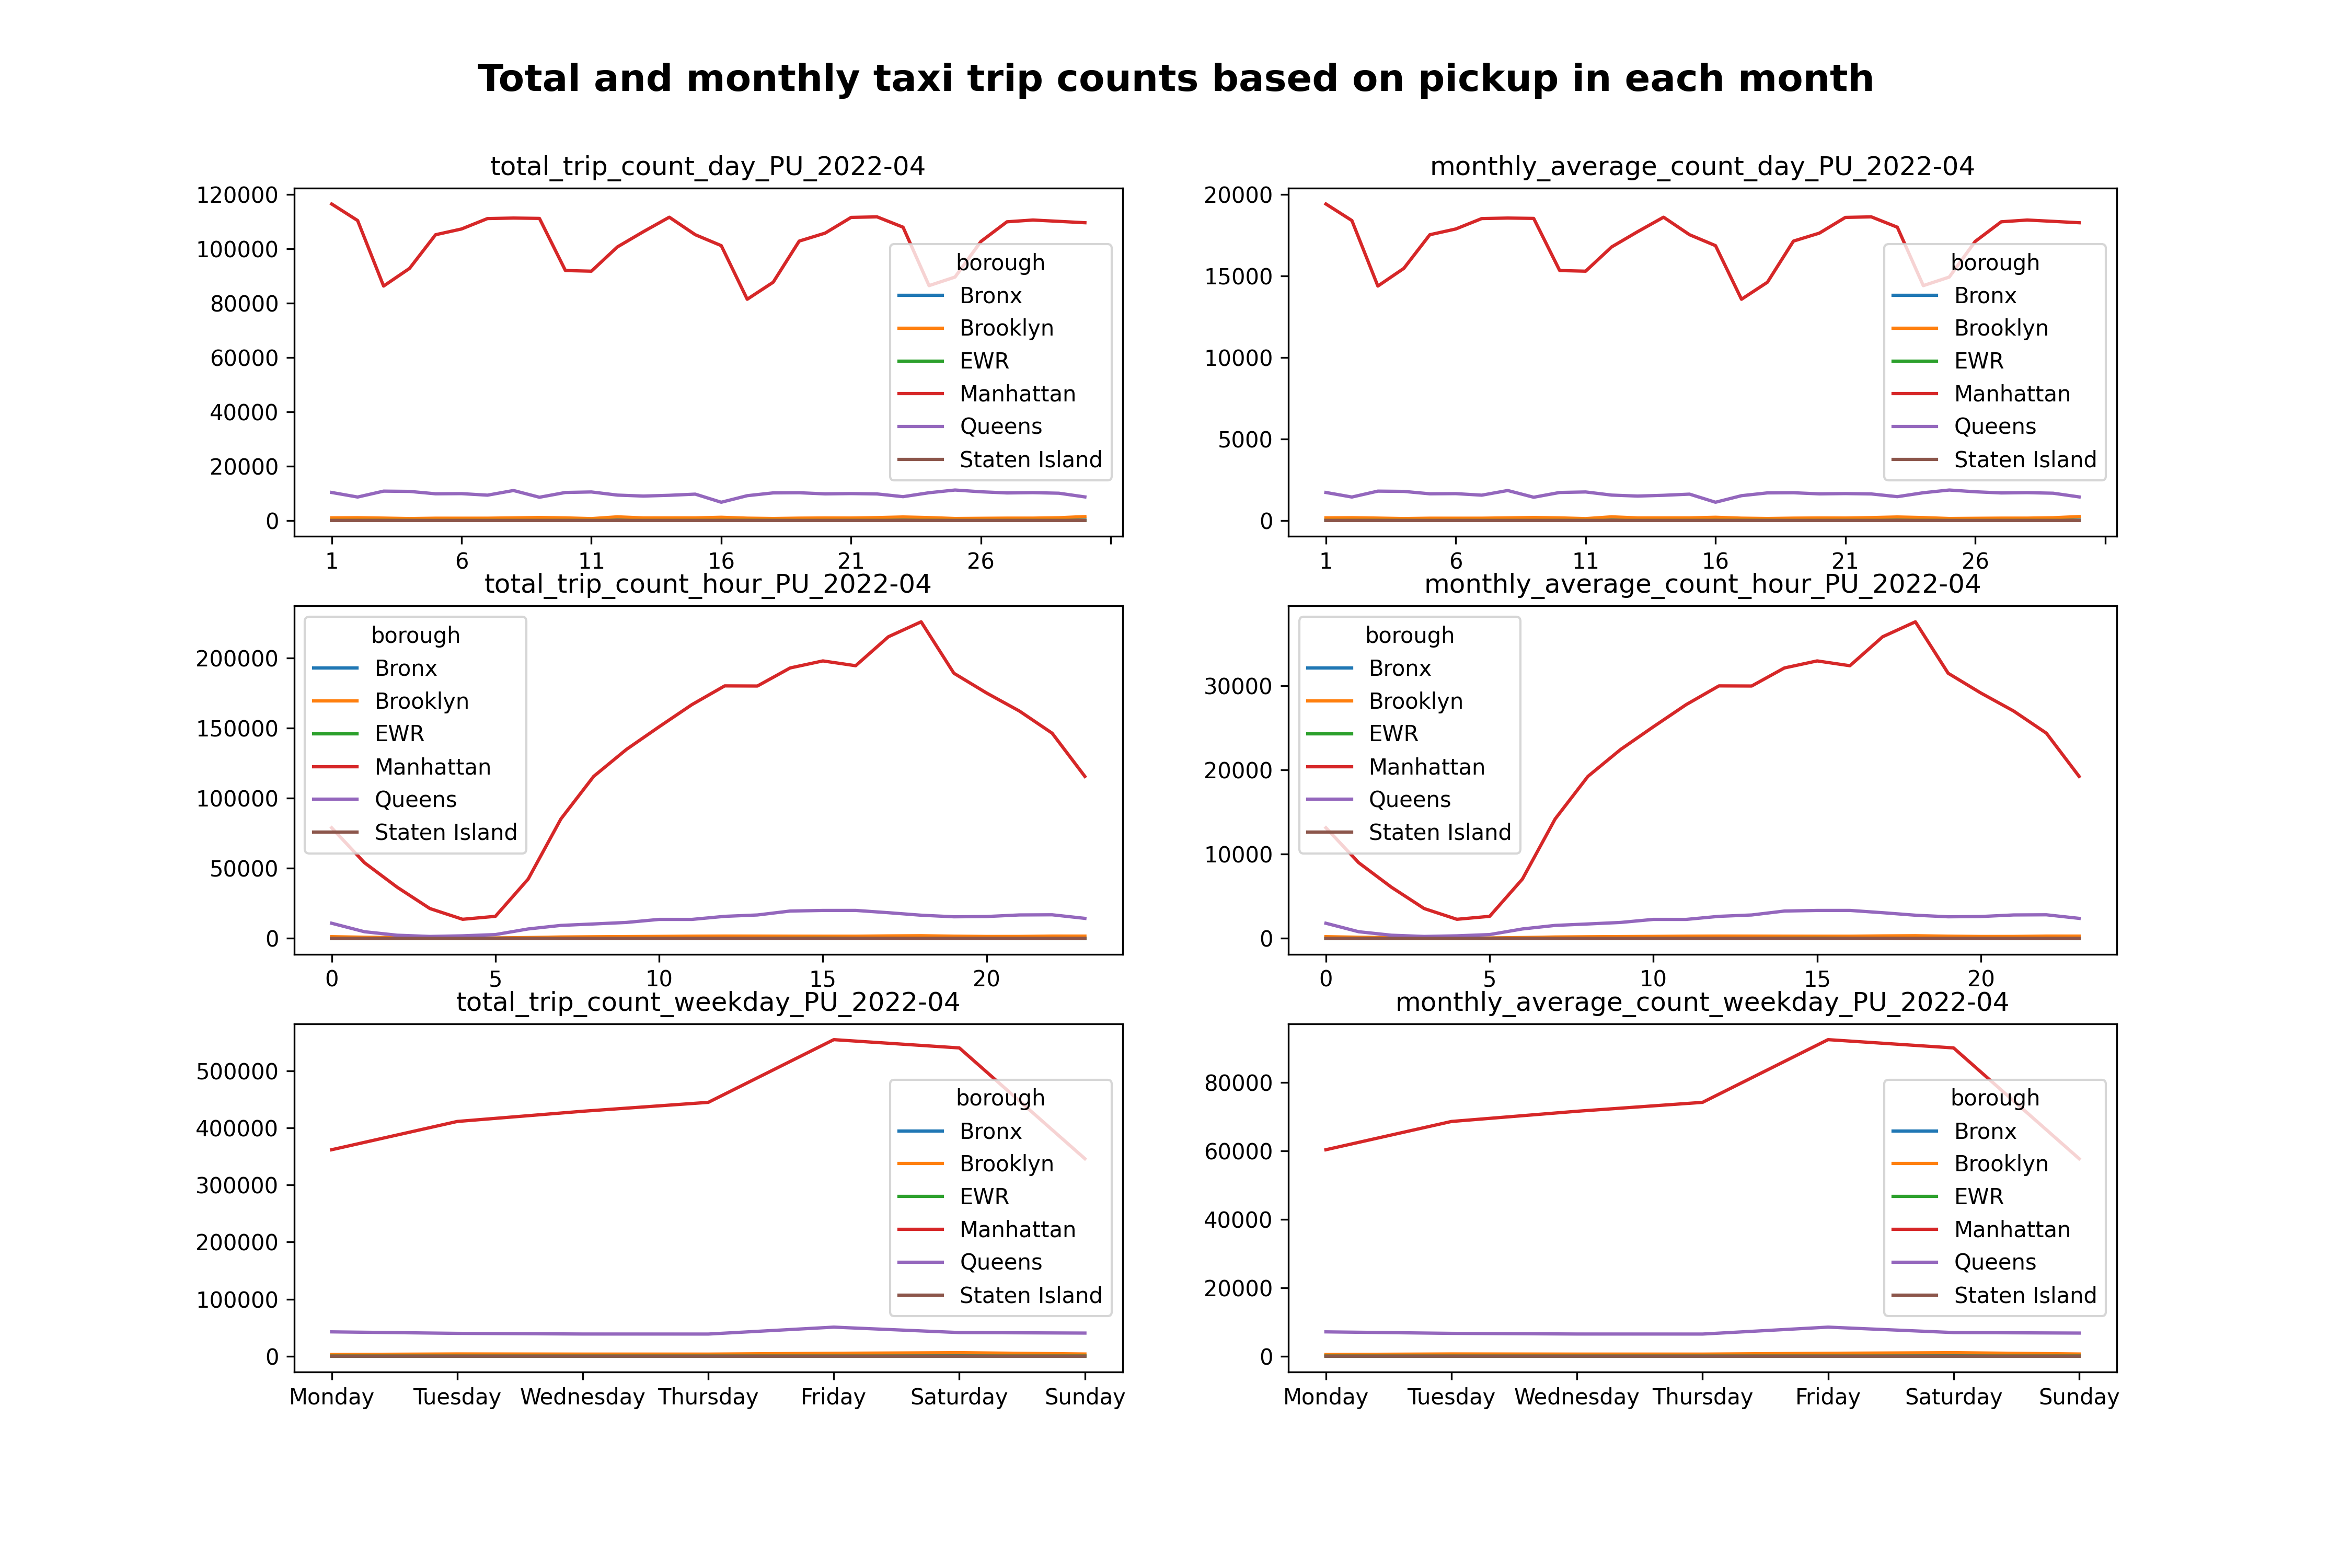 Total and monthly taxi trip counts based on pickup in each month
total_trip_count_day_PU_2022-04
120000
100000
80000
60000
40000
20000
0
borough
Bronx
Brooklyn
EWR
Manhattan
Queens
Staten Island
1 6 11 16 21 26
monthly_average_count_day_PU_2022-04
20000
15000
10000
5000
0
borough
Bronx
Brooklyn
EWR
Manhattan
Queens
Staten Island
1 6 11 16 21 26
total_trip_count_hour_PU_2022-04
200000
150000
100000
50000
0
borough
Bronx
Brooklyn
EWR
Manhattan
Queens
Staten Island
0 5 10 15 20
monthly_average_count_hour_PU_2022-04
30000
20000
10000
0
borough
Bronx
Brooklyn
EWR
Manhattan
Queens
Staten Island
0 5 10 15 20
total_trip_count_weekday_PU_2022-04
500000
400000
300000
200000
100000
0
borough
Bronx
Brooklyn
EWR
Manhattan
Queens
Staten Island
Monday Tuesday Wednesday Thursday Friday Saturday Sunday
monthly_average_count_weekday_PU_2022-04
80000
60000
40000
20000
0
borough
Bronx
Brooklyn
EWR
Manhattan
Queens
Staten Island
Monday Tuesday Wednesday Thursday Friday Saturday Sunday